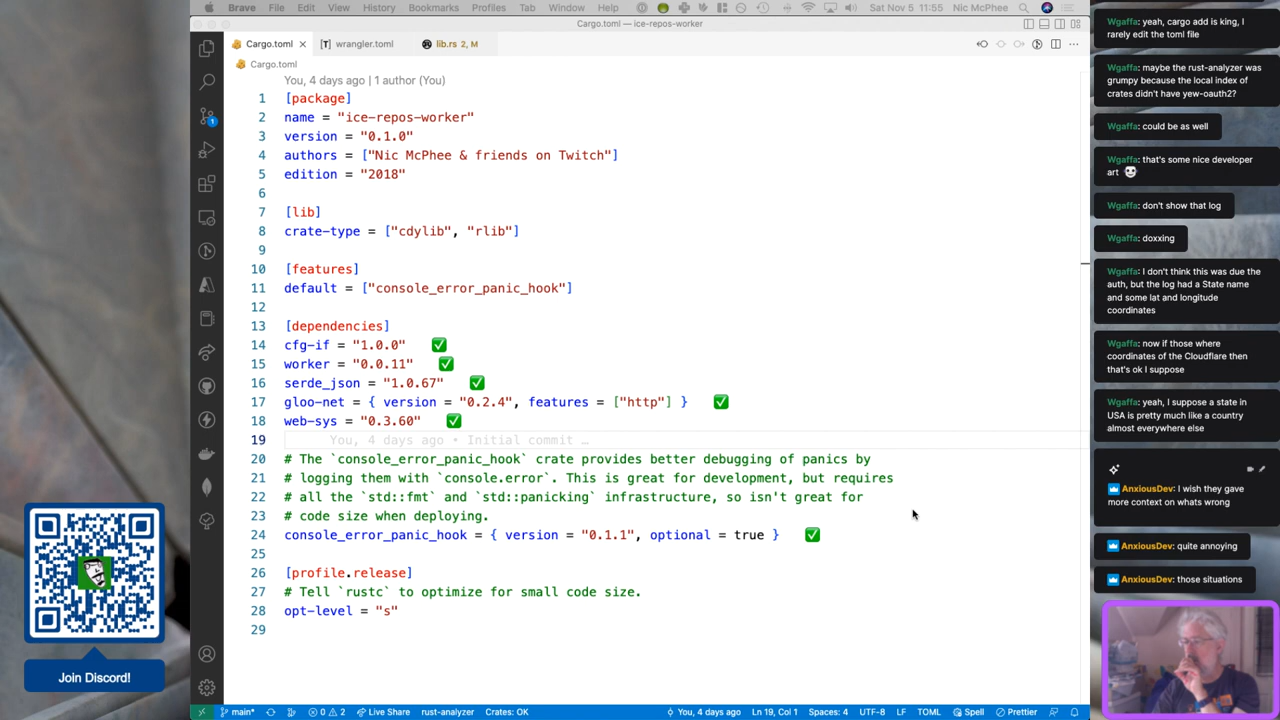 Brave File Edit View History Bookmarks Profiles Tab Window Help Sat Nov 5 11:55 Nic McPhee
Cargo.toml — ice-repos-worker
Cargo.toml wrangler.toml lib.rs 2, M
Cargo.toml
You, 4 days ago | 1 author (You)
1 [package]
2 name = "ice-repos-worker"
3 version = "0.1.0"
4 authors = ["Nic McPhee & friends on Twitch"]
5 edition = "2018"
6
7 [lib]
8 crate-type = ["cdylib", "rlib"]
9
10 [features]
11 default = ["console_error_panic_hook"]
12
13 [dependencies]
14 cfg-if = "1.0.0" ✅
15 worker = "0.0.11" ✅
16 serde_json = "1.0.67" ✅
17 gloo-net = { version = "0.2.4", features = ["http"] } ✅
18 web-sys = "0.3.60" ✅
19 You, 4 days ago • Initial commit …
20 # The `console_error_panic_hook` crate provides better debugging of panics by
21 # logging them with `console.error`. This is great for development, but requires
22 # all the `std::fmt` and `std::panicking` infrastructure, so isn't great for
23 # code size when deploying.
24 console_error_panic_hook = { version = "0.1.1", optional = true } ✅
25
26 [profile.release]
27 # Tell `rustc` to optimize for small code size.
28 opt-level = "s"
29
main* 0 2 Live Share rust-analyzer Crates: OK You, 4 days ago Ln 19, Col 1 Spaces: 4 UTF-8 LF TOML Spell Prettier
Join Discord!
Wgaffa: yeah, cargo add is king, I
rarely edit the toml file
Wgaffa: maybe the rust-analyzer was
grumpy because the local index of
crates didn't have yew-oauth2?
Wgaffa: could be as well
Wgaffa: that's some nice developer
art
Wgaffa: don't show that log
Wgaffa: doxxing
Wgaffa: I don't think this was due the
auth, but the log had a State name
and some lat and longitude
coordinates
Wgaffa: now if those where
coordinates of the Cloudflare then
that's ok I suppose
Wgaffa: yeah, I suppose a state in
USA is pretty much like a country
almost everywhere else
AnxiousDev: I wish they gave
more context on whats wrong
AnxiousDev: quite annoying
AnxiousDev: those situations